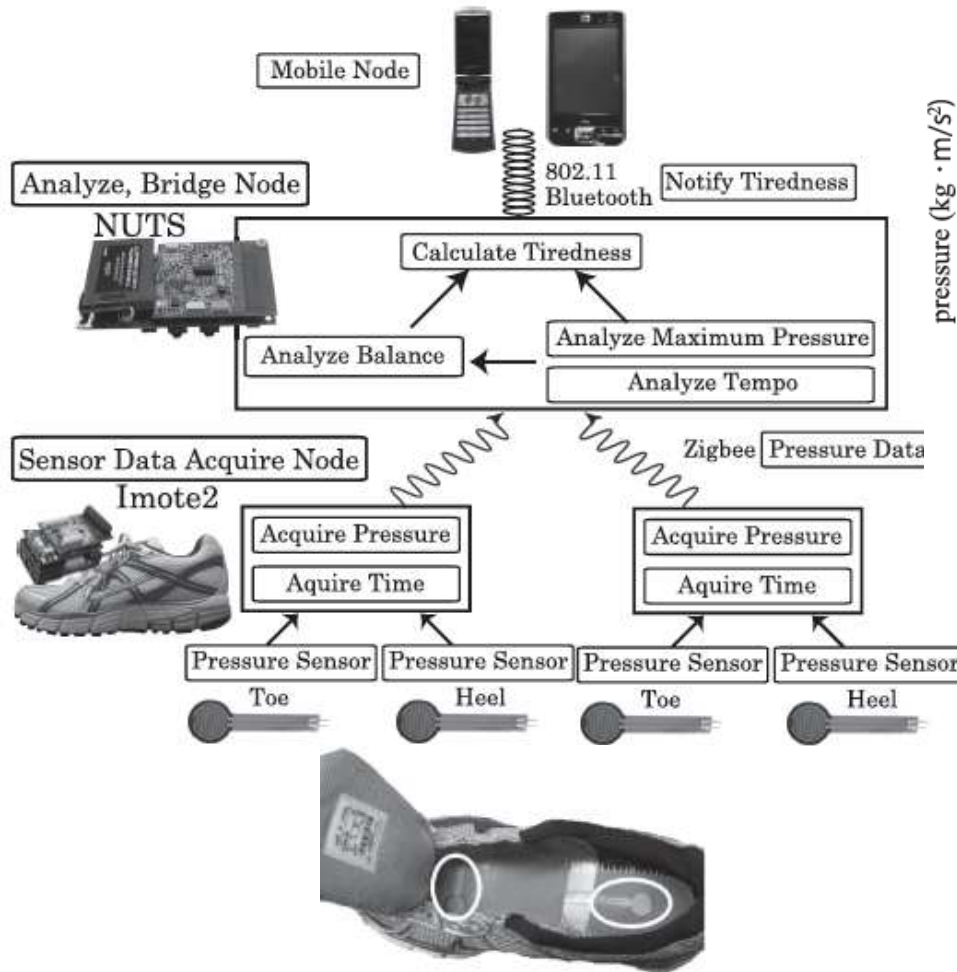 Mobile Node
802.11
Bluetooth
Notify Tiredness
pressure (kg · m/s²)
Analyze, Bridge Node
NUTS
Calculate Tiredness
Analyze Balance
Analyze Maximum Pressure
Analyze Tempo
Sensor Data Acquire Node
Imote2
Zigbee
Pressure Data
Acquire Pressure
Aquire Time
Acquire Pressure
Aquire Time
Pressure Sensor
Pressure Sensor
Pressure Sensor
Pressure Sensor
Toe
Heel
Toe
Heel